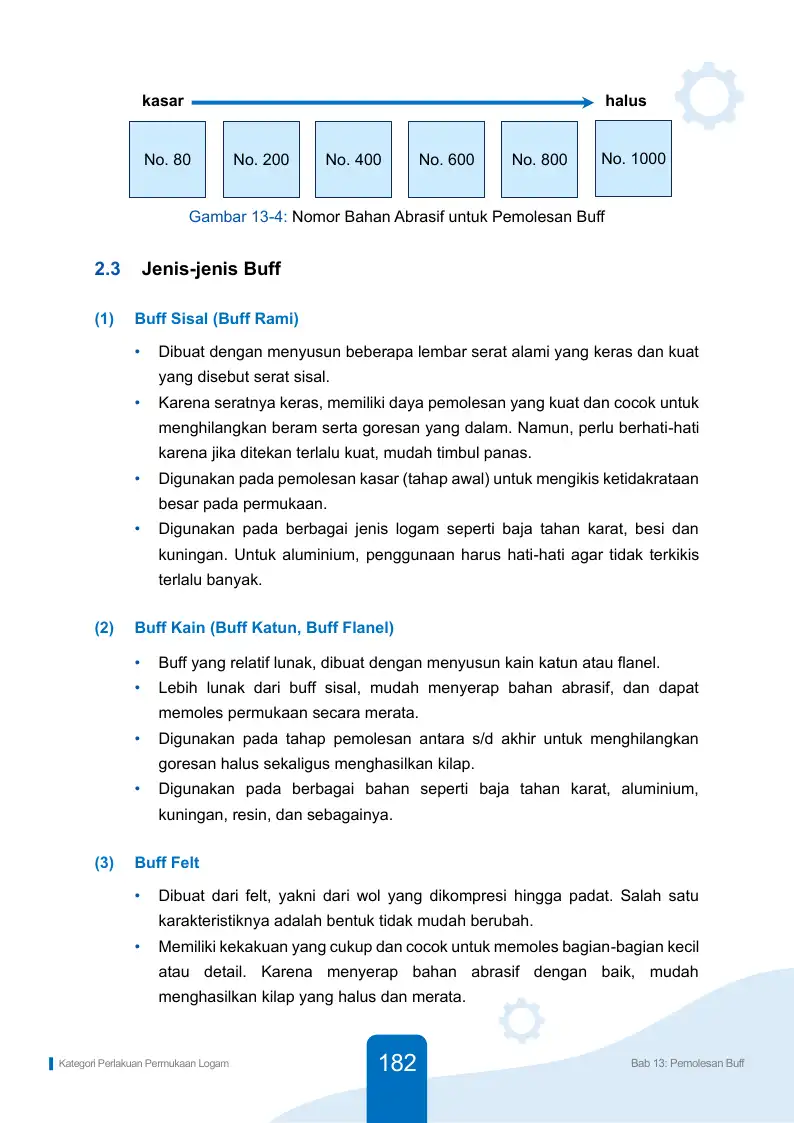 kasar halus
No. 80 No. 200 No. 400 No. 600 No. 800 No. 1000
Gambar 13-4: Nomor Bahan Abrasif untuk Pemolesan Buff
2.3 Jenis-jenis Buff
(1) Buff Sisal (Buff Rami)
• Dibuat dengan menyusun beberapa lembar serat alami yang keras dan kuat
yang disebut serat sisal.
• Karena seratnya keras, memiliki daya pemolesan yang kuat dan cocok untuk
menghilangkan beram serta goresan yang dalam. Namun, perlu berhati-hati
karena jika ditekan terlalu kuat, mudah timbul panas.
• Digunakan pada pemolesan kasar (tahap awal) untuk mengikis ketidakrataan
besar pada permukaan.
• Digunakan pada berbagai jenis logam seperti baja tahan karat, besi dan
kuningan. Untuk aluminium, penggunaan harus hati-hati agar tidak terkikis
terlalu banyak.
(2) Buff Kain (Buff Katun, Buff Flanel)
• Buff yang relatif lunak, dibuat dengan menyusun kain katun atau flanel.
• Lebih lunak dari buff sisal, mudah menyerap bahan abrasif, dan dapat
memoles permukaan secara merata.
• Digunakan pada tahap pemolesan antara s/d akhir untuk menghilangkan
goresan halus sekaligus menghasilkan kilap.
• Digunakan pada berbagai bahan seperti baja tahan karat, aluminium,
kuningan, resin, dan sebagainya.
(3) Buff Felt
• Dibuat dari felt, yakni dari wol yang dikompresi hingga padat. Salah satu
karakteristiknya adalah bentuk tidak mudah berubah.
• Memiliki kekakuan yang cukup dan cocok untuk memoles bagian-bagian kecil
atau detail. Karena menyerap bahan abrasif dengan baik, mudah
menghasilkan kilap yang halus dan merata.
Kategori Perlakuan Permukaan Logam 182 Bab 13: Pemolesan Buff